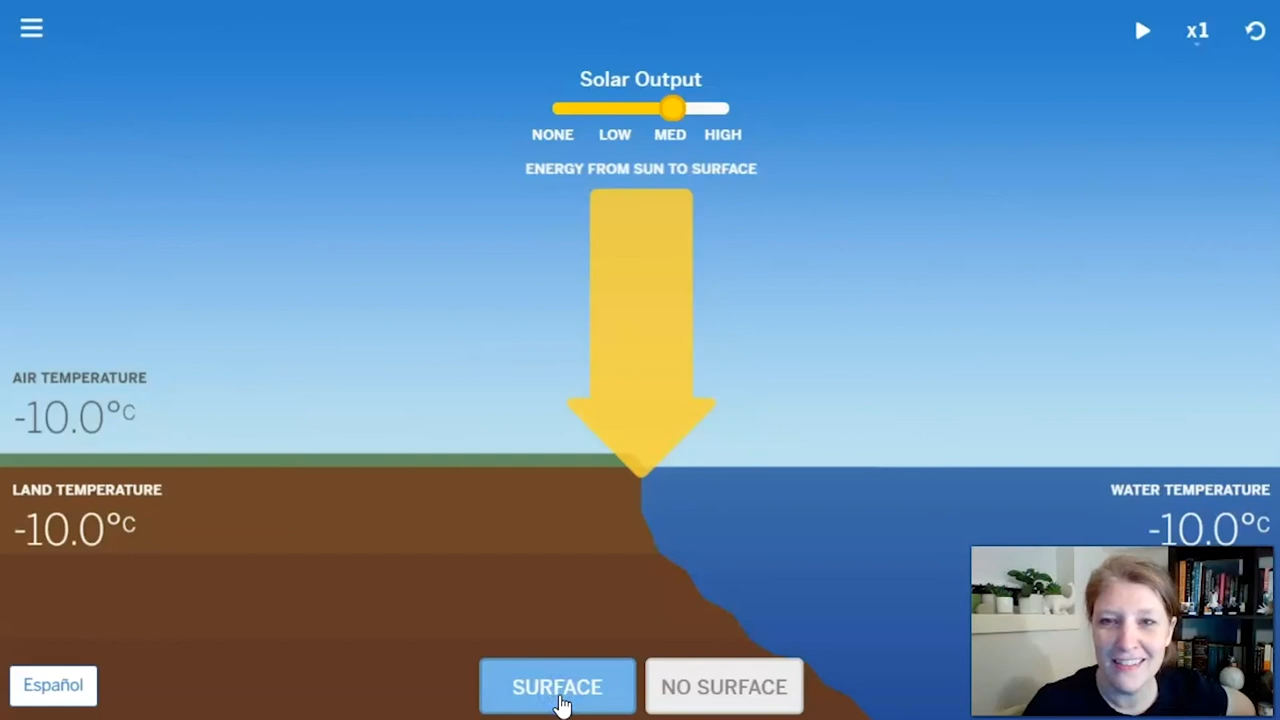 x1
Solar Output
NONE LOW MED HIGH
ENERGY FROM SUN TO SURFACE
AIR TEMPERATURE
-10.0°C
LAND TEMPERATURE
-10.0°C
WATER TEMPERATURE
-10.0°C
Español
SURFACE
NO SURFACE